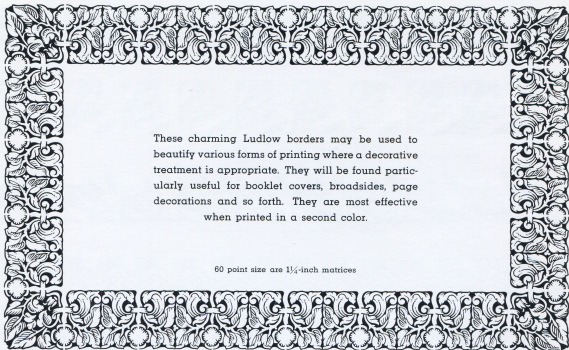 These charming Ludlow borders may be used to
beautify various forms of printing where a decorative
treatment is appropriate. They will be found partic-
ularly useful for booklet covers, broadsides, page
decorations and so forth. They are most effective
when printed in a second color.
60 point size are 1¼-inch matrices